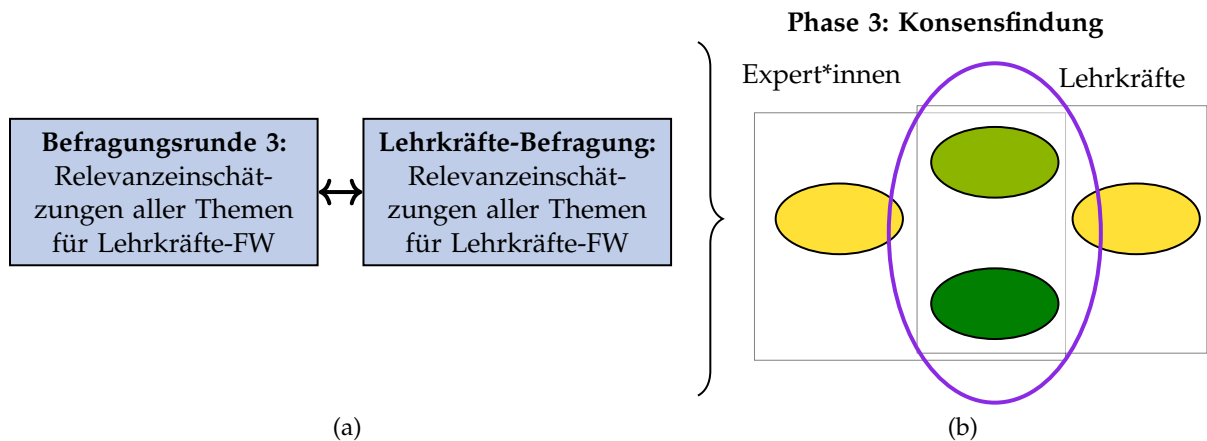 Phase 3: Konsensfindung
Expert*innen
Lehrkräfte
Befragungsrunde 3:
Relevanzeinschät-
zungen aller Themen
für Lehrkräfte-FW
Lehrkräfte-Befragung:
Relevanzeinschät-
zungen aller Themen
für Lehrkräfte-FW
(a)
(b)